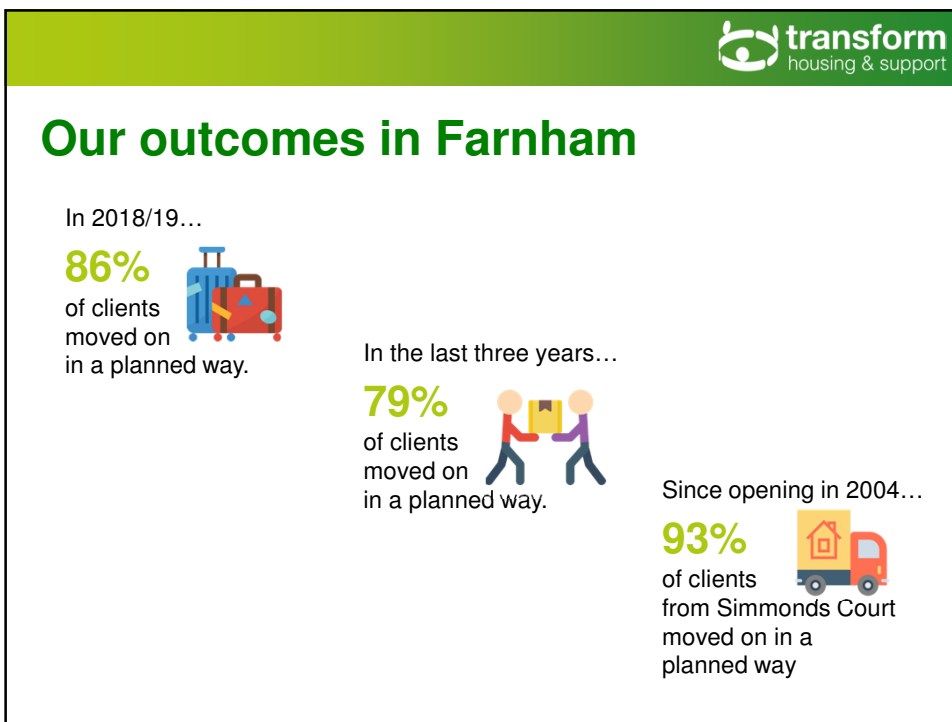 transform
housing & support
Our outcomes in Farnham
In 2018/19…
86%
of clients
moved on
in a planned way.
In the last three years…
79%
of clients
moved on
in a planned way.
Since opening in 2004…
93%
of clients
from Simmonds Court
moved on in a
planned way